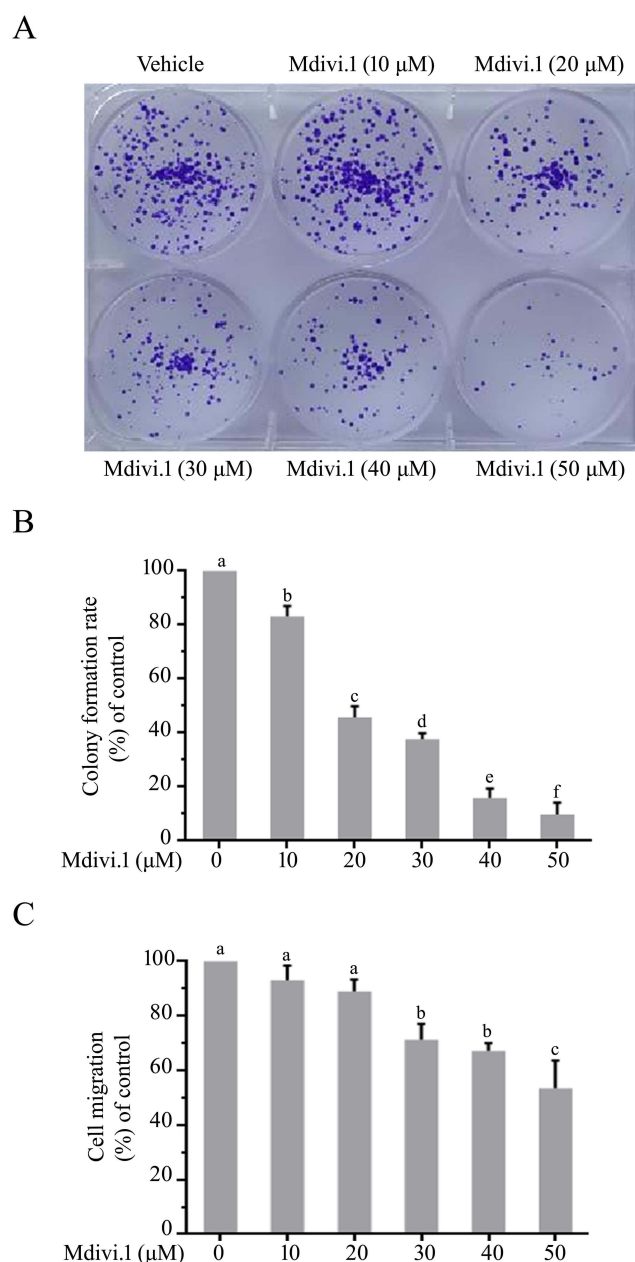 A
Vehicle
Mdivi.1 (10 μM)
Mdivi.1 (20 μM)
Mdivi.1 (30 μM)
Mdivi.1 (40 μM)
Mdivi.1 (50 μM)
B
Colony formation rate
(%) of control
100
80
60
40
20
0
a
b
c
d
e
f
Mdivi.1 (μM)
0
10
20
30
40
50
C
Cell migration
(%) of control
100
80
60
40
20
0
a
a
a
b
b
c
Mdivi.1 (μM)
0
10
20
30
40
50